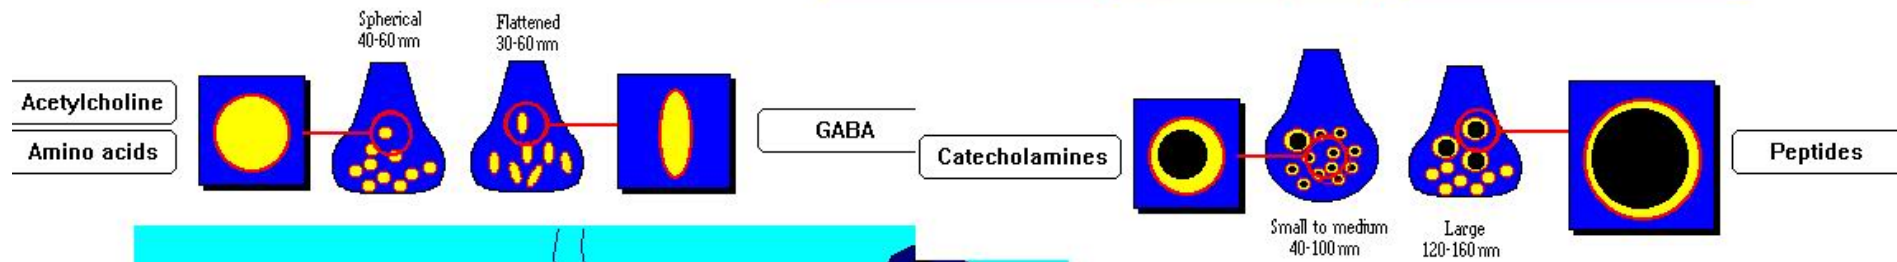 Spherical
40-60 nm
Flattened
30-60 nm
Acetylcholine
Amino acids
GABA
Catecholamines
Small to medium
40-100 nm
Large
120-160 nm
Peptides